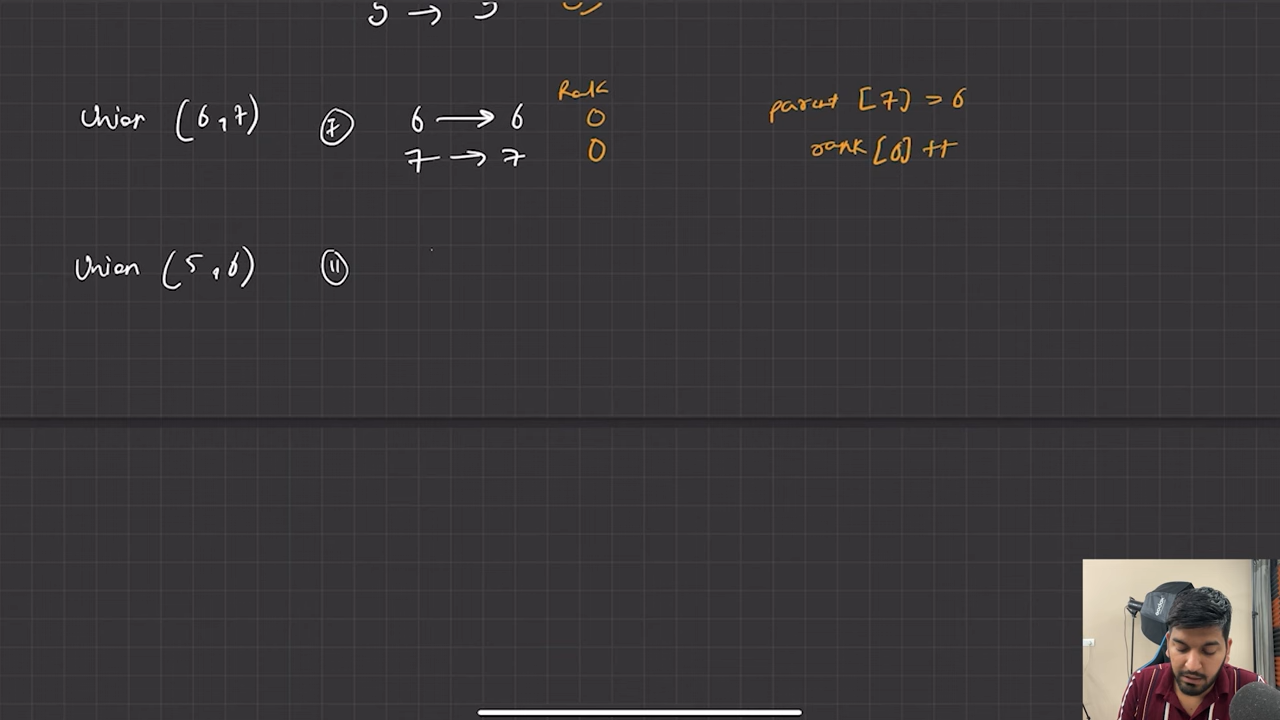 5 → 5
Rank
Union (6,7) 7 6 → 6 0 parent [7] = 6
7 → 7 0 rank [6] ++
Union (5,6) 11